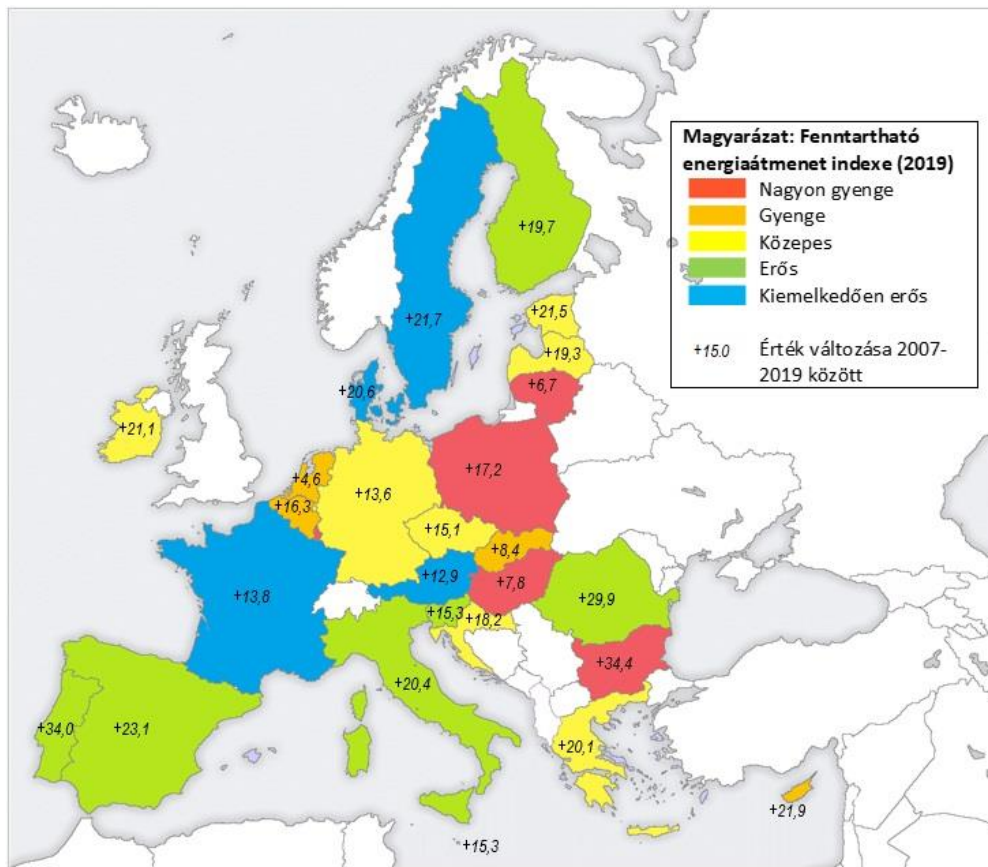 Magyarázat: Fenntartható
energiaátmenet indexe (2019)
Nagyon gyenge
Gyenge
Közepes
Erős
Kiemelkedően erős
+15.0 Érték változása 2007-
2019 között
+19,7
+21,7
+21,5
+19,3
+20,6
+6,7
+21,1
+4,6
+17,2
+13,6
+16,3
+15,1
+8,4
+12,9
+7,8
+13,8
+29,9
+15,3
+18,2
+34,4
+20,4
+34,0
+23,1
+20,1
+21,9
+15,3